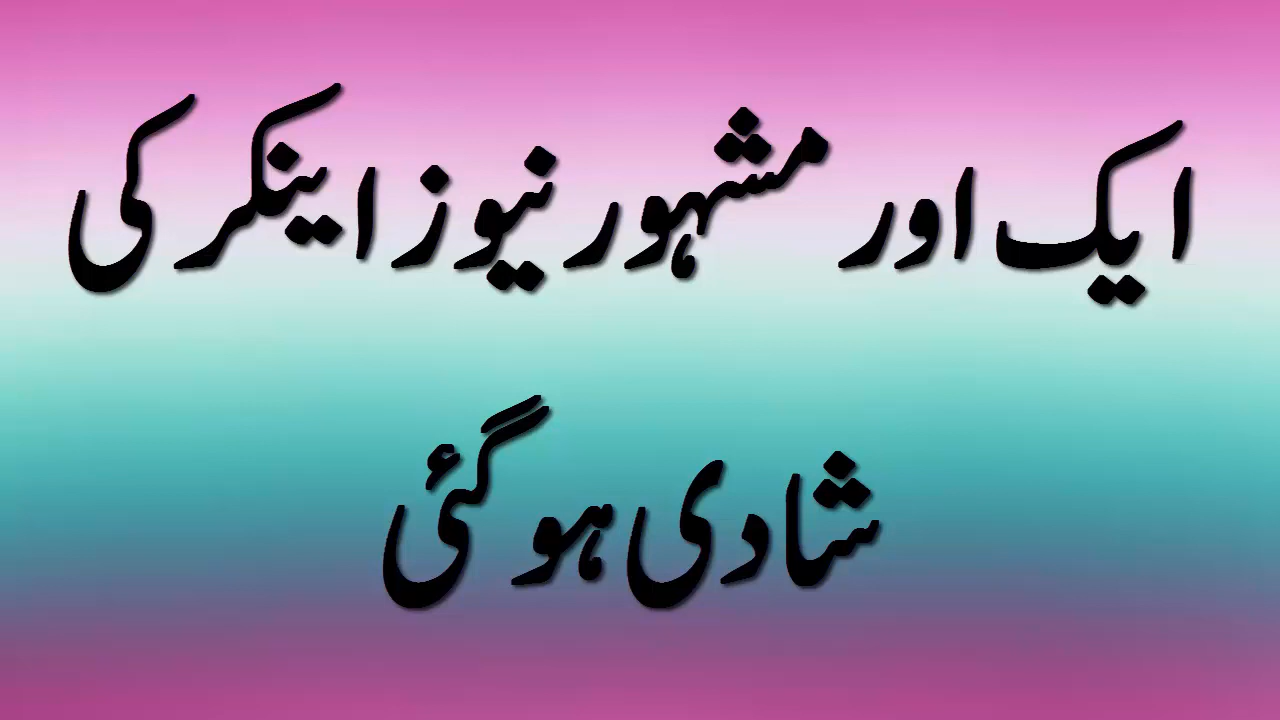 ایک اور مشہور نیوز اینکر کی
شادی ہو گئی